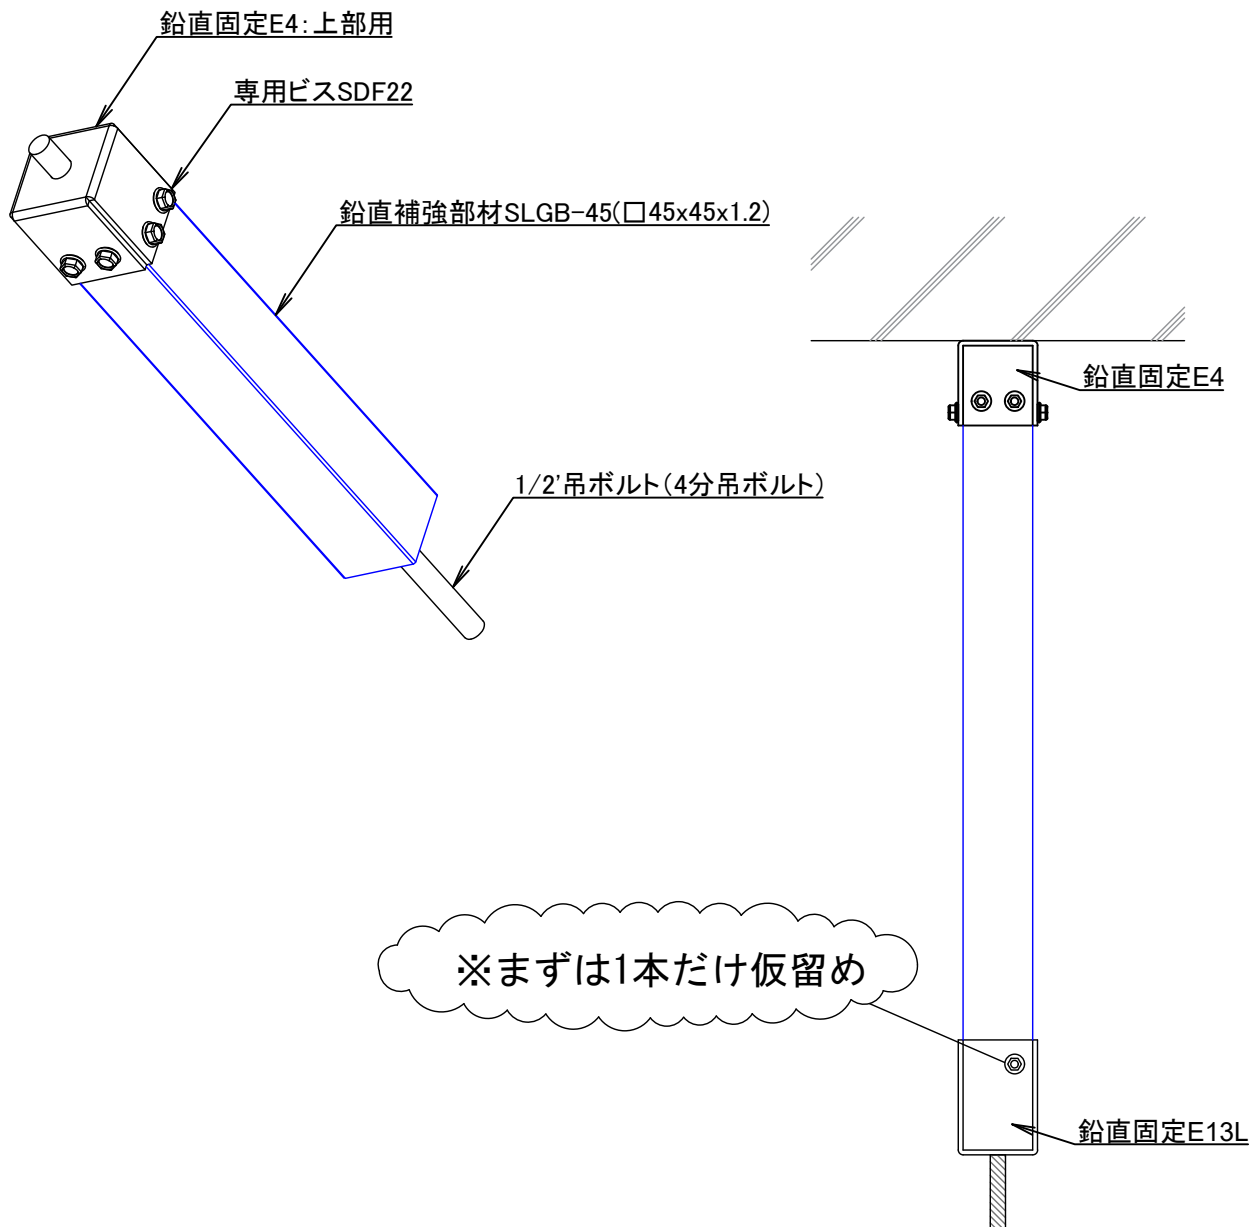 鉛直固定E4：上部用
専用ビスSDF22
鉛直補強部材SLGB-45(□45x45x1.2)
鉛直固定E4
1/2'吊ボルト（4分吊ボルト）
※まずは1本だけ仮留め
鉛直固定E13L